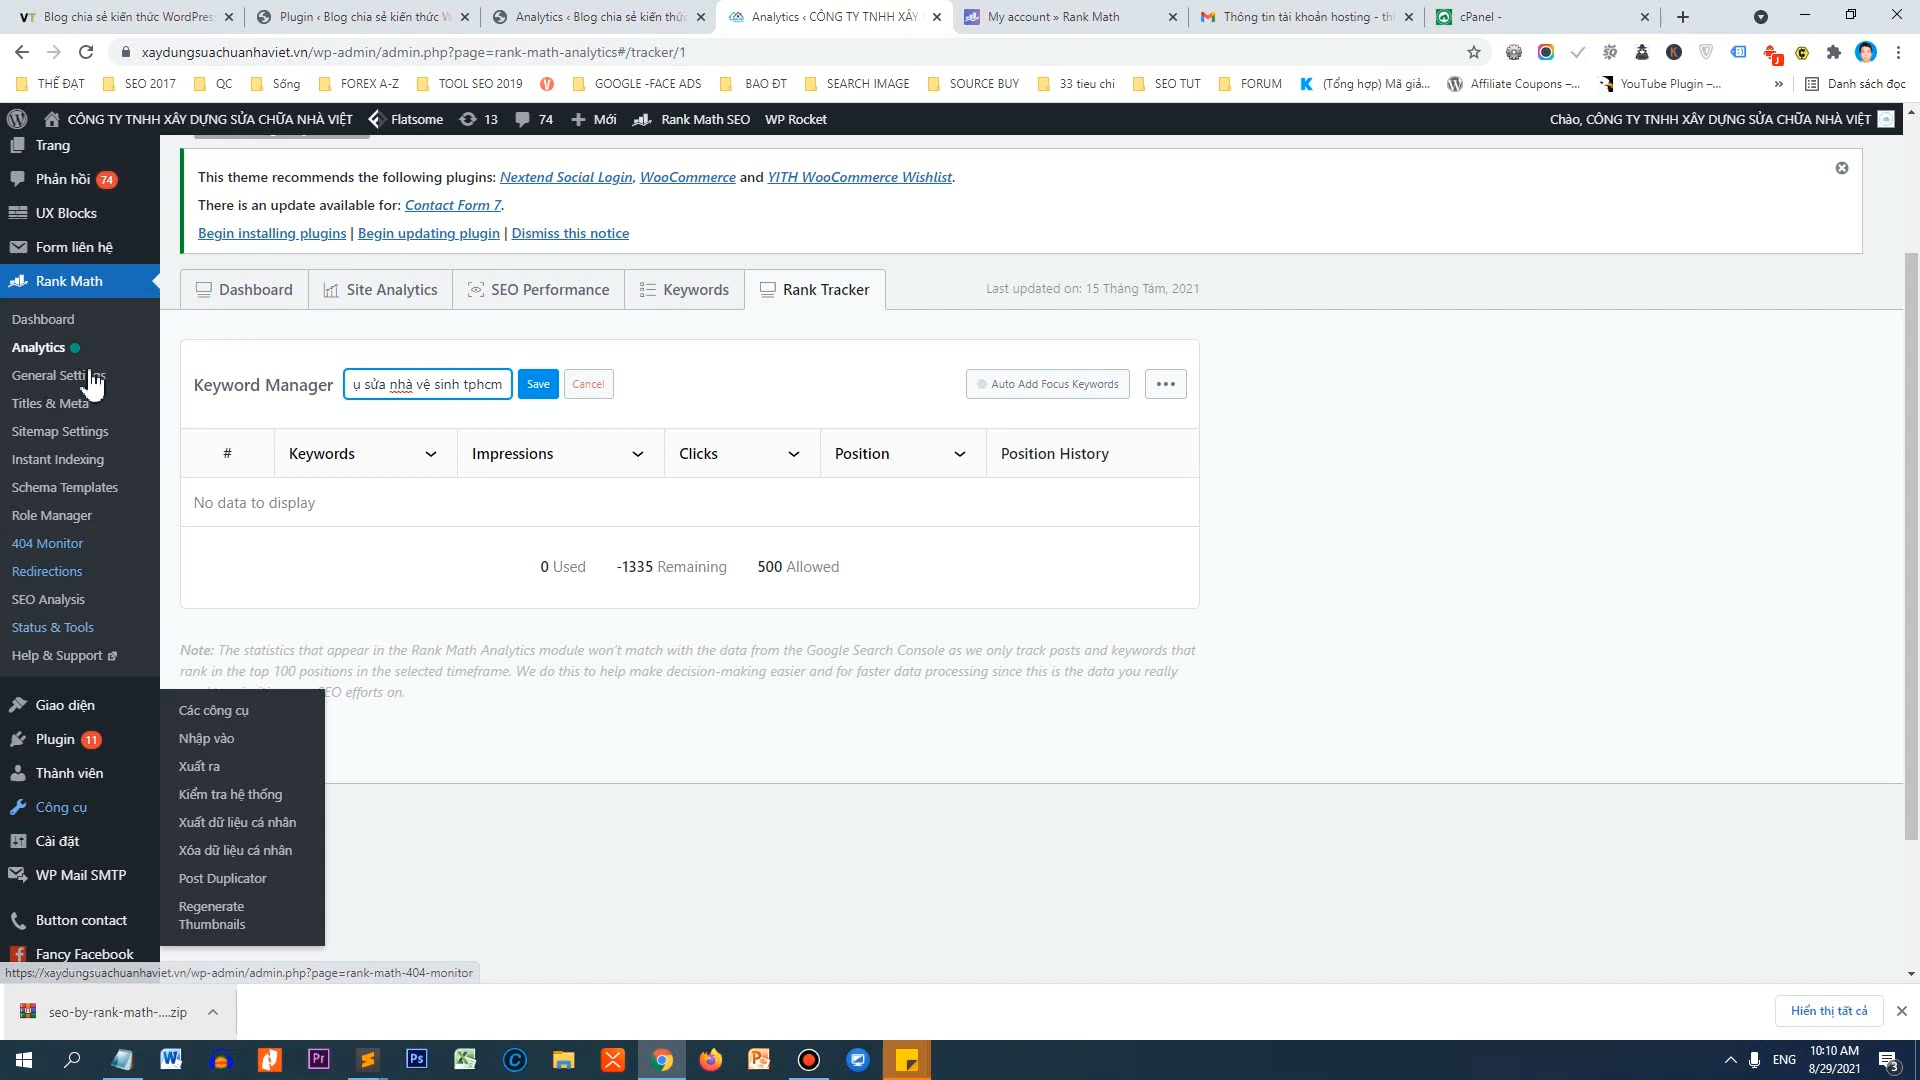 Blog chia sẻ kiến thức WordPres
Plugin ‹ Blog chia sẻ kiến thức W
Analytics ‹ Blog chia sẻ kiến thức
Analytics ‹ CÔNG TY TNHH XÂY
My account » Rank Math
Thông tin tài khoản hosting - thi
cPanel -
xaydungsuachuanhaviet.vn/wp-admin/admin.php?page=rank-math-analytics#/tracker/1
THẺ ĐẠT
SEO 2017
QC
Sống
FOREX A-Z
TOOL SEO 2019
GOOGLE -FACE ADS
BAO ĐT
SEARCH IMAGE
SOURCE BUY
33 tieu chi
SEO TUT
FORUM
(Tổng hợp) Mã giả...
Affiliate Coupons –...
YouTube Plugin –...
»
Danh sách đọc
CÔNG TY TNHH XÂY DỰNG SỬA CHỮA NHÀ VIỆT
Flatsome
13
74
Mới
Rank Math SEO
WP Rocket
Chào, CÔNG TY TNHH XÂY DỰNG SỬA CHỮA NHÀ VIỆT
Trang
Phản hồi 74
UX Blocks
Form liên hệ
Rank Math
Dashboard
Analytics
General Settings
Titles & Meta
Sitemap Settings
Instant Indexing
Schema Templates
Role Manager
404 Monitor
Redirections
SEO Analysis
Status & Tools
Help & Support
Giao diện
Plugin 11
Thành viên
Công cụ
Cài đặt
WP Mail SMTP
Button contact
Fancy Facebook
Các công cụ
Nhập vào
Xuất ra
Kiểm tra hệ thống
Xuất dữ liệu cá nhân
Xóa dữ liệu cá nhân
Post Duplicator
Regenerate
Thumbnails
This theme recommends the following plugins: Nextend Social Login, WooCommerce and YITH WooCommerce Wishlist.
There is an update available for: Contact Form 7.
Begin installing plugins | Begin updating plugin | Dismiss this notice
Dashboard
Site Analytics
SEO Performance
Keywords
Rank Tracker
Last updated on: 15 Tháng Tám, 2021
Keyword Manager
ụ sửa nhà vệ sinh tphcm
Save
Cancel
Auto Add Focus Keywords
#
Keywords
Impressions
Clicks
Position
Position History
No data to display
0 Used
-1335 Remaining
500 Allowed
Note: The statistics that appear in the Rank Math Analytics module won't match with the data from the Google Search Console as we only track posts and keywords that
rank in the top 100 positions in the selected timeframe. We do this to help make decision-making easier and for faster data processing since this is the data you really
EO efforts on.
https://xaydungsuachuanhaviet.vn/wp-admin/admin.php?page=rank-math-404-monitor
seo-by-rank-math-....zip
Hiển thị tất cả
ENG
10:10 AM
8/29/2021
3